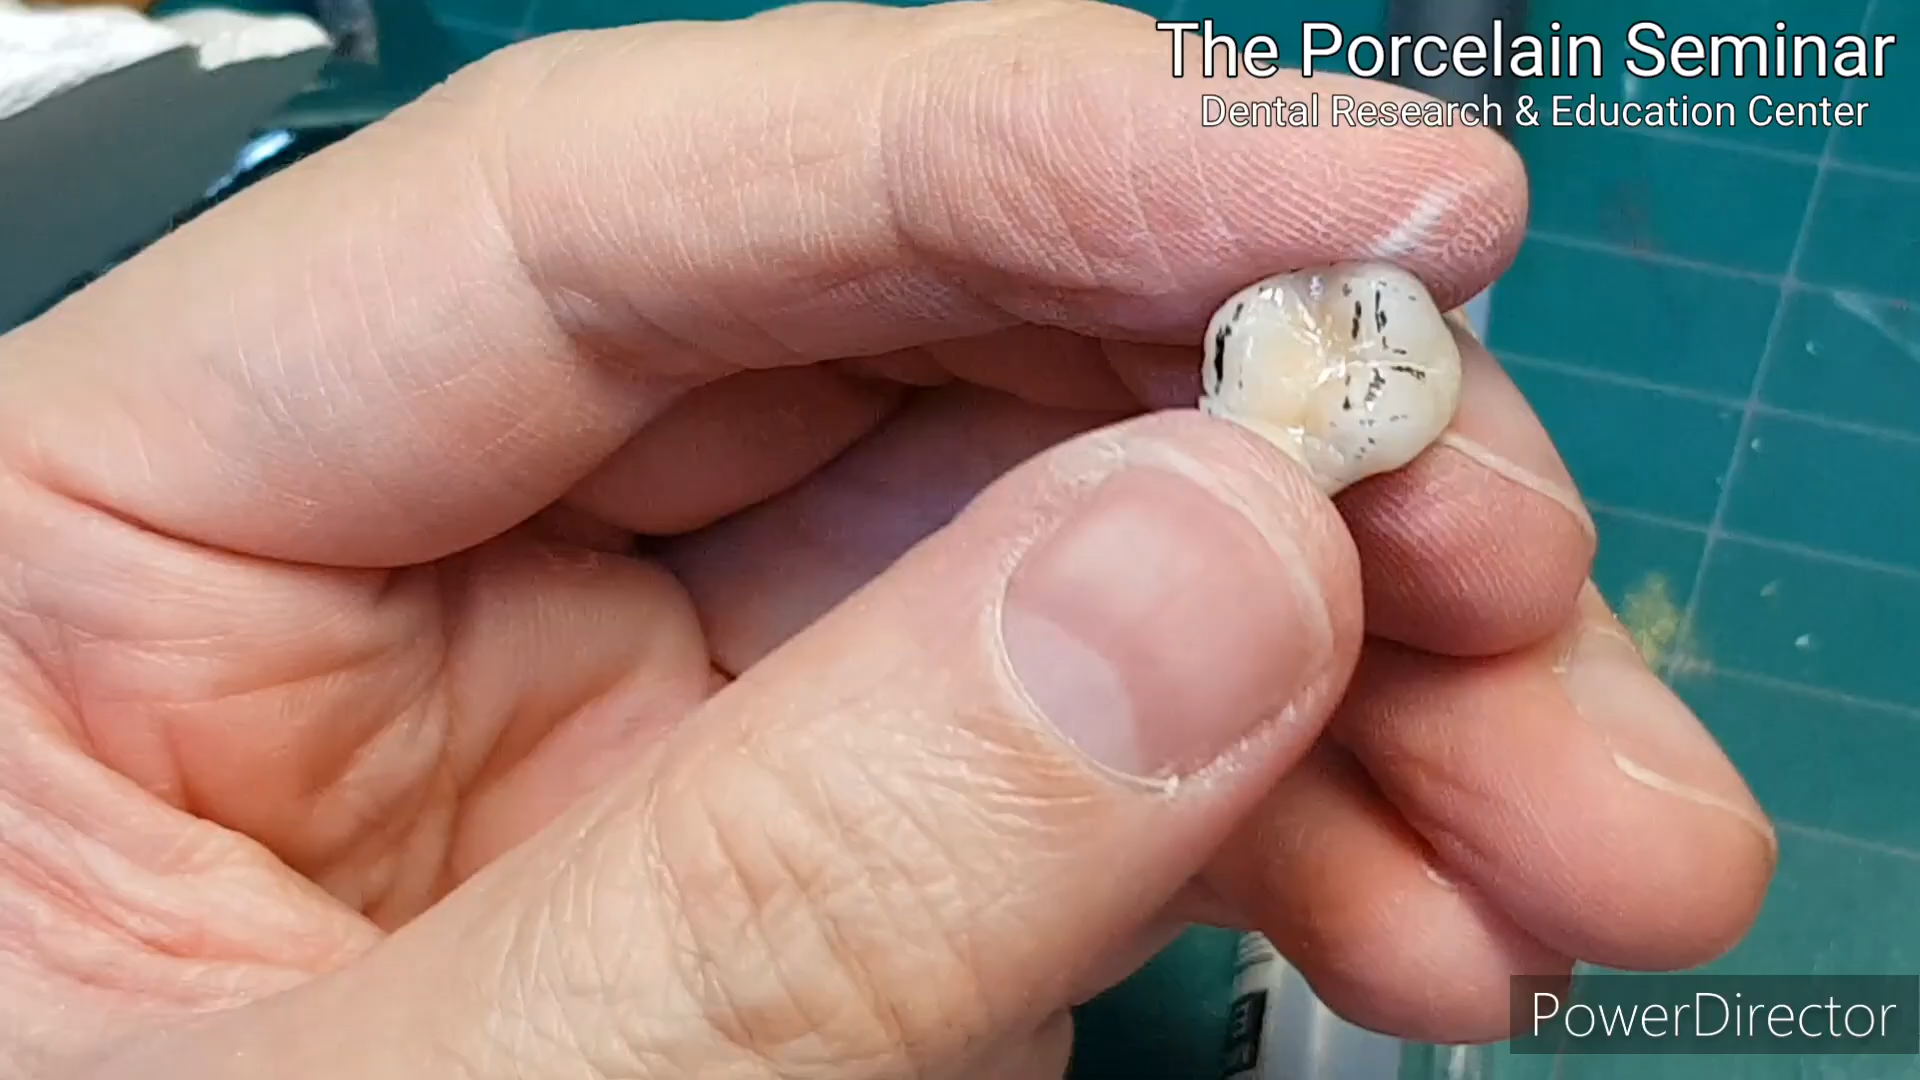 The Porcelain Seminar
Dental Research & Education Center
PowerDirector